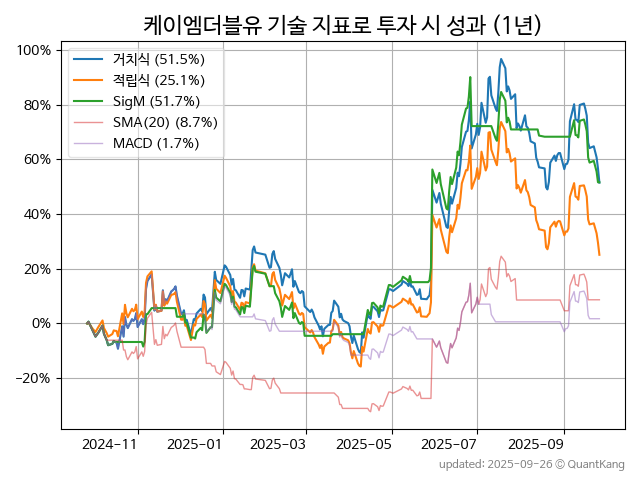 케이엠더블유 기술 지표로 투자 시 성과 (1년)
거치식 (51.5%)
적립식 (25.1%)
SigM (51.7%)
SMA(20) (8.7%)
MACD (1.7%)
100%
80%
60%
40%
20%
0%
−20%
2024-11 2025-01 2025-03 2025-05 2025-07 2025-09
updated: 2025-09-26 © QuantKang